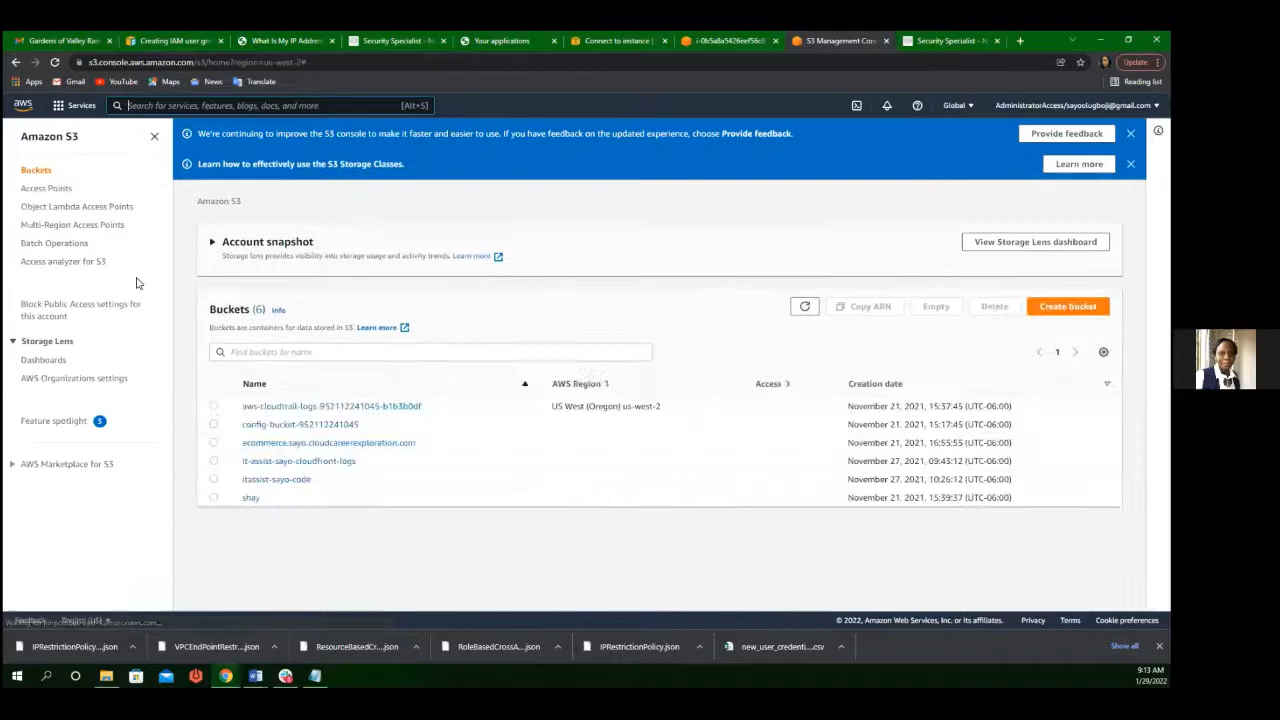 Gardens of Valley Ran
Creating IAM user gr
What Is My IP Addres
Security Specialist - N
Your applications
Connect to instance |
i-0b5a8a5426eef56c8
S3 Management Con
Security Specialist - N
s3.console.aws.amazon.com/s3/home?region=us-west-2#
Update
Apps
Gmail
YouTube
Maps
News
Translate
Reading list
aws
Services
Search for services, features, blogs, docs, and more
[Alt+S]
Global
AdministratorAccess/sayoolugboji@gmail.com
Amazon S3
We're continuing to improve the S3 console to make it faster and easier to use. If you have feedback on the updated experience, choose Provide feedback.
Provide feedback
Learn how to effectively use the S3 Storage Classes.
Learn more
Buckets
Access Points
Object Lambda Access Points
Multi-Region Access Points
Batch Operations
Access analyzer for S3
Block Public Access settings for
this account
Storage Lens
Dashboards
AWS Organizations settings
Feature spotlight 3
AWS Marketplace for S3
Amazon S3
Account snapshot
View Storage Lens dashboard
Storage lens provides visibility into storage usage and activity trends. Learn more
Buckets (6) Info
Copy ARN
Empty
Delete
Create bucket
Buckets are containers for data stored in S3. Learn more
Find buckets by name
1
Name AWS Region Access Creation date
aws-cloudtrail-logs-952112241045-b1b3b0df US West (Oregon) us-west-2 November 21, 2021, 15:37:45 (UTC-06:00)
config-bucket-952112241045 November 21, 2021, 15:17:45 (UTC-06:00)
ecommerce.sayo.cloudcareerexploration.com November 21, 2021, 16:55:55 (UTC-06:00)
it-assist-sayo-cloudfront-logs November 27, 2021, 09:43:12 (UTC-06:00)
itassist-sayo-code November 27, 2021, 10:26:12 (UTC-06:00)
shay November 21, 2021, 15:39:37 (UTC-06:00)
© 2022, Amazon Web Services, Inc. or its affiliates.
Privacy
Terms
Cookie preferences
IPRestrictionPolicy....json
VPCEndPointRestr....json
ResourceBasedCr....json
RoleBasedCrossA....json
IPRestrictionPolicy.json
new_user_credenti....csv
Show all
9:13 AM
1/29/2022